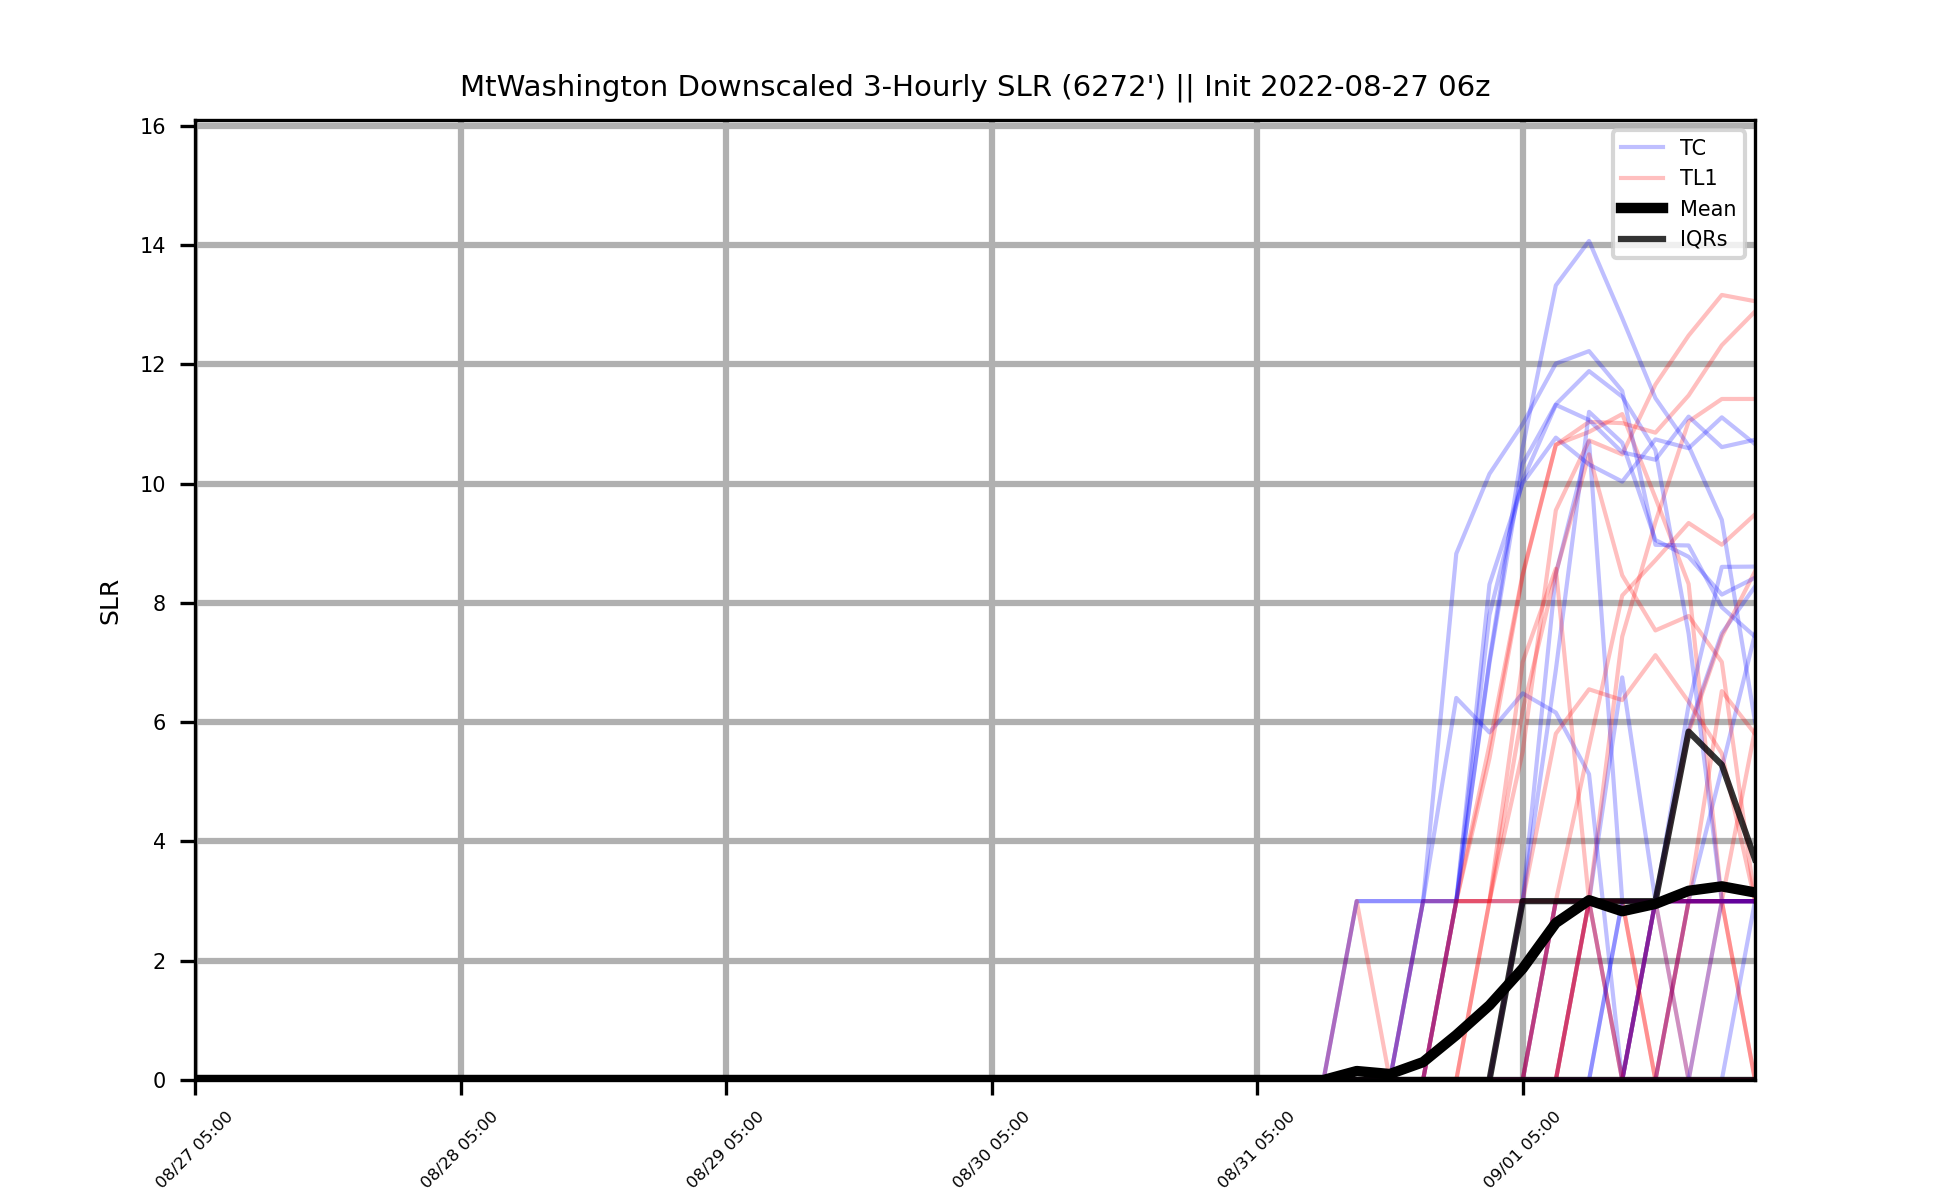 MtWashington Downscaled 3-Hourly SLR (6272') || Init 2022-08-27 06z
16
14
12
10
8
6
4
2
0
SLR
TC
TL1
Mean
IQRs
08/27 05:00
08/28 05:00
08/29 05:00
08/30 05:00
08/31 05:00
09/01 05:00